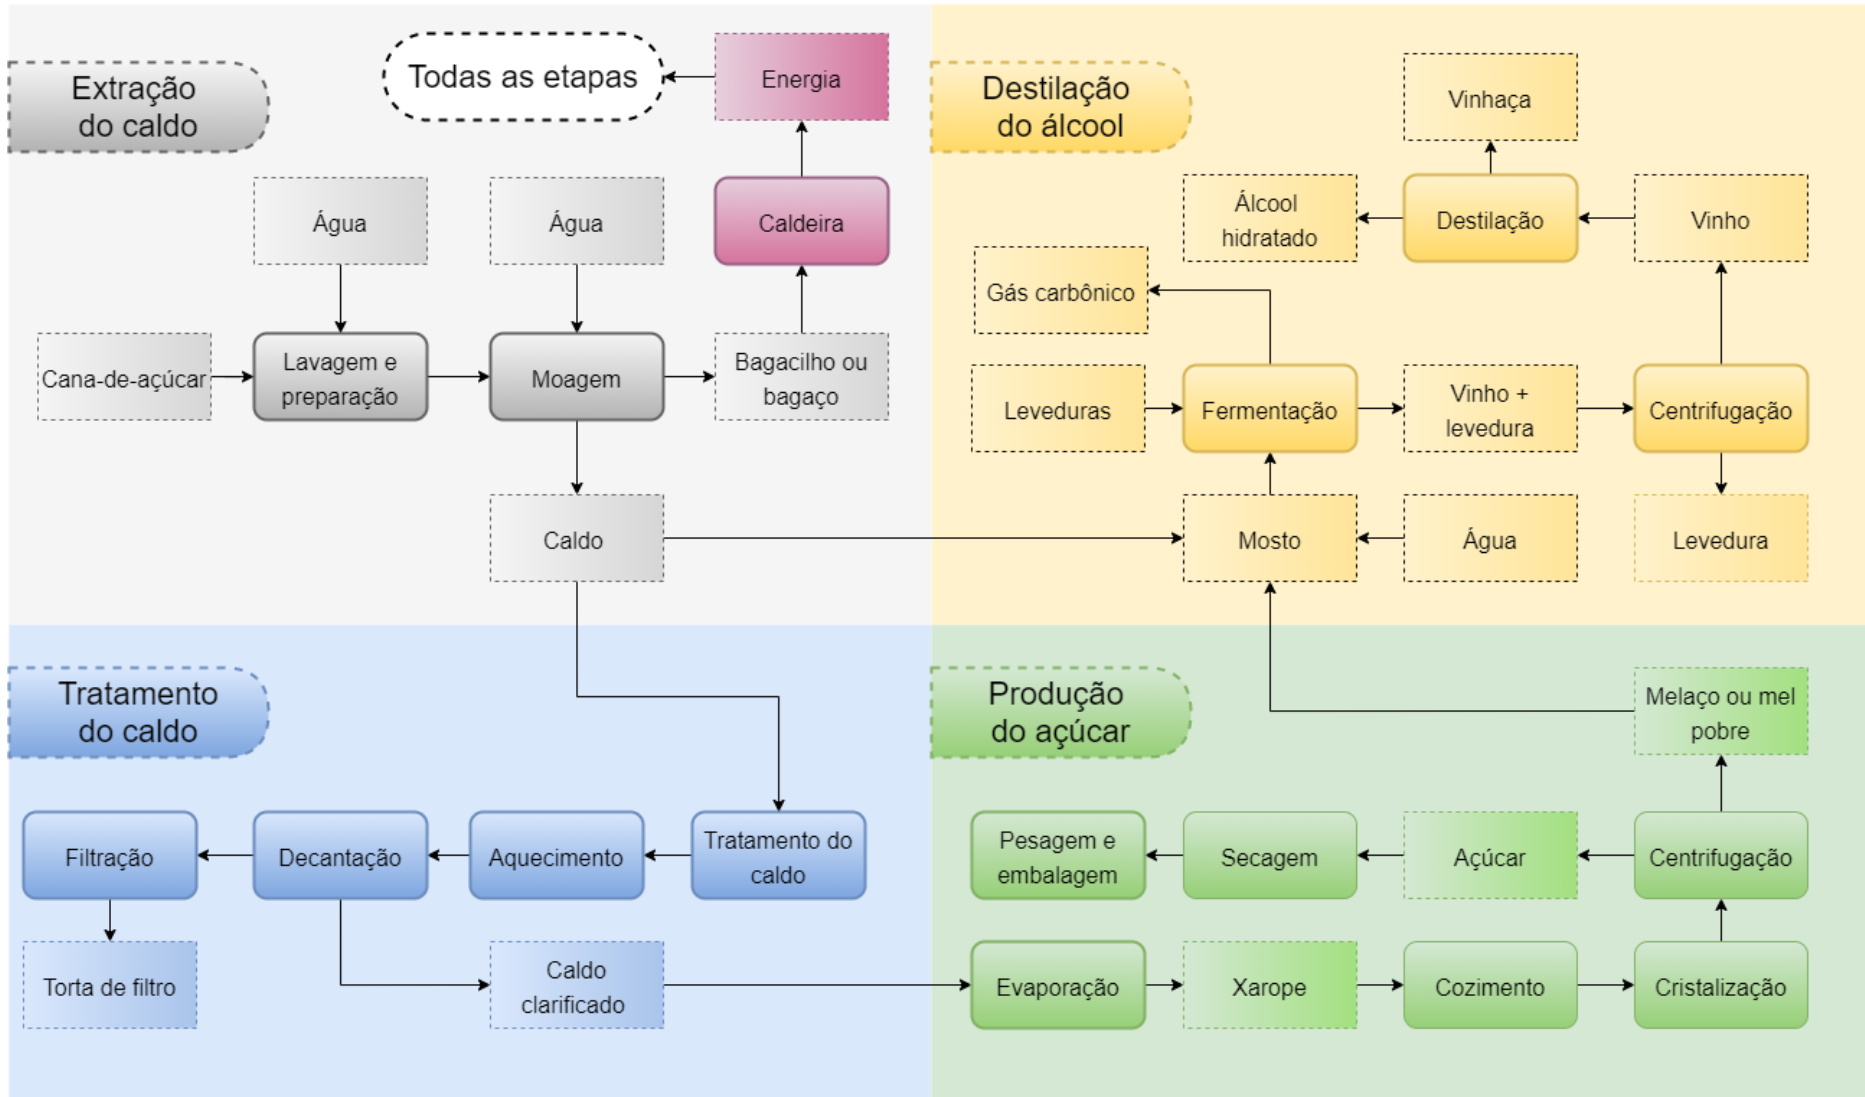 Extração
do caldo
Todas as etapas
Energia
Água
Água
Caldeira
Cana-de-açúcar
Lavagem e
preparação
Moagem
Bagacilho ou
bagaço
Caldo
Destilação
do álcool
Vinhaça
Álcool
hidratado
Destilação
Vinho
Gás carbônico
Leveduras
Fermentação
Vinho +
levedura
Centrifugação
Mosto
Água
Levedura
Tratamento
do caldo
Filtração
Decantação
Aquecimento
Tratamento do
caldo
Torta de filtro
Caldo
clarificado
Produção
do açúcar
Melaço ou mel
pobre
Pesagem e
embalagem
Secagem
Açúcar
Centrifugação
Evaporação
Xarope
Cozimento
Cristalização